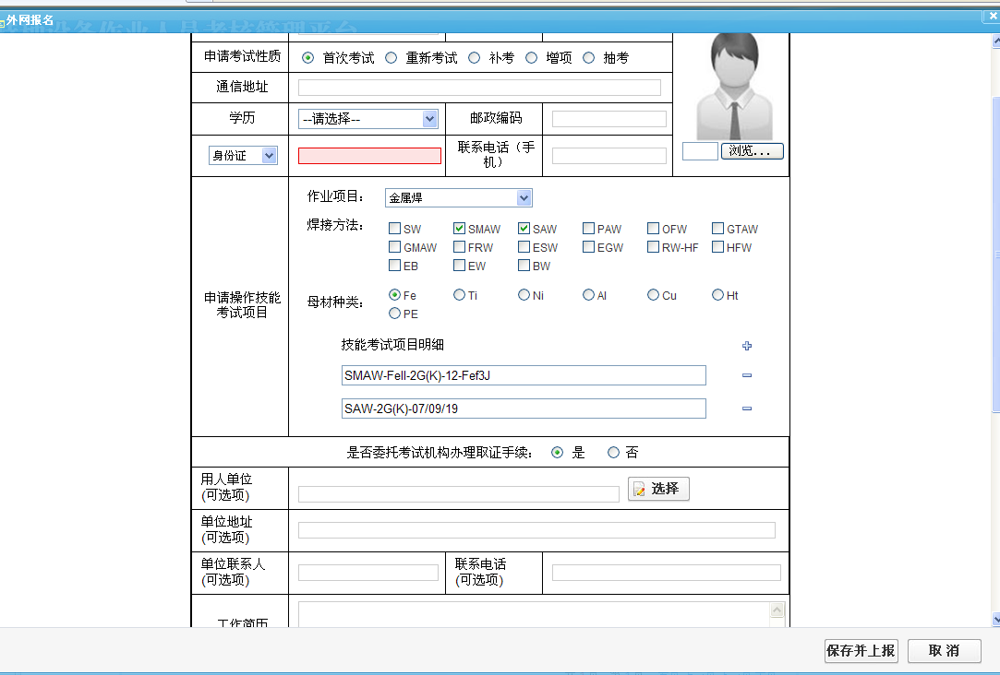 外网报名
申请考试性质 首次考试 重新考试 补考 增项 抽考
通信地址
学历 --请选择-- 邮政编码
身份证 联系电话（手机）
浏览...
作业项目： 金属焊
焊接方法： SW SMAW SAW PAW OFW GTAW
GMAW FRW ESW EGW RW-HF HFW
EB EW BW
申请操作技能考试项目
母材种类： Fe Ti Ni Al Cu Ht
PE
技能考试项目明细
SMAW-FeII-2G(K)-12-Fef3J
SAW-2G(K)-07/09/19
是否委托考试机构办理取证手续： 是 否
用人单位
(可选项)
选择
单位地址
(可选项)
单位联系人
(可选项)
联系电话
(可选项)
工作简历
保存并上报 取 消